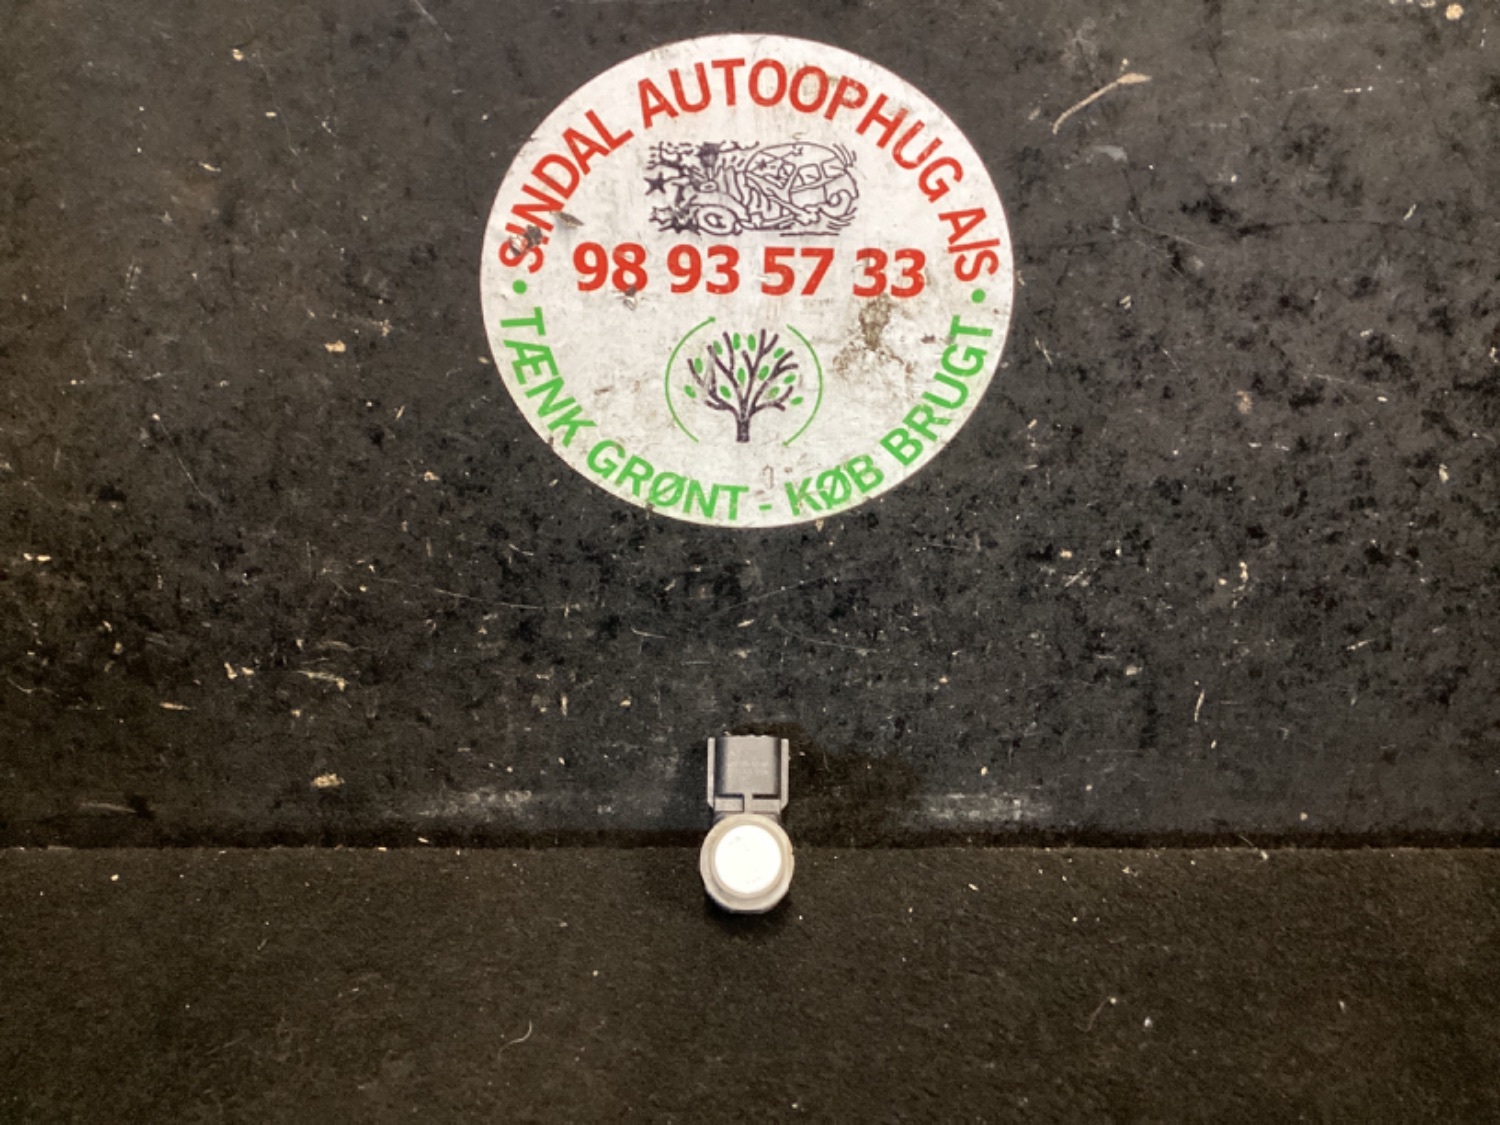 SINDAL AUTOOPHUG A/S
98 93 57 33
• TÆNK GRØNT - KØB BRUGT •